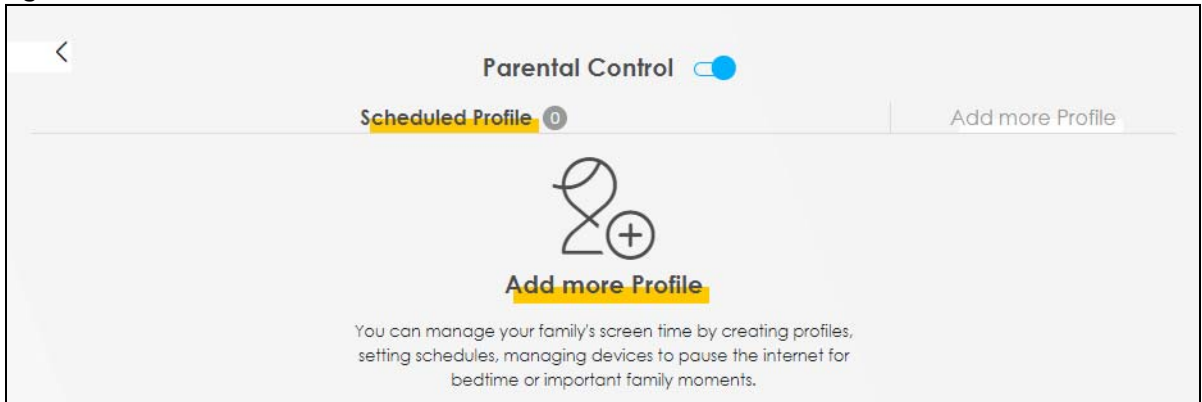 Parental Control
Scheduled Profile 0
Add more Profile
Add more Profile
You can manage your family's screen time by creating profiles,
setting schedules, managing devices to pause the internet for
bedtime or important family moments.